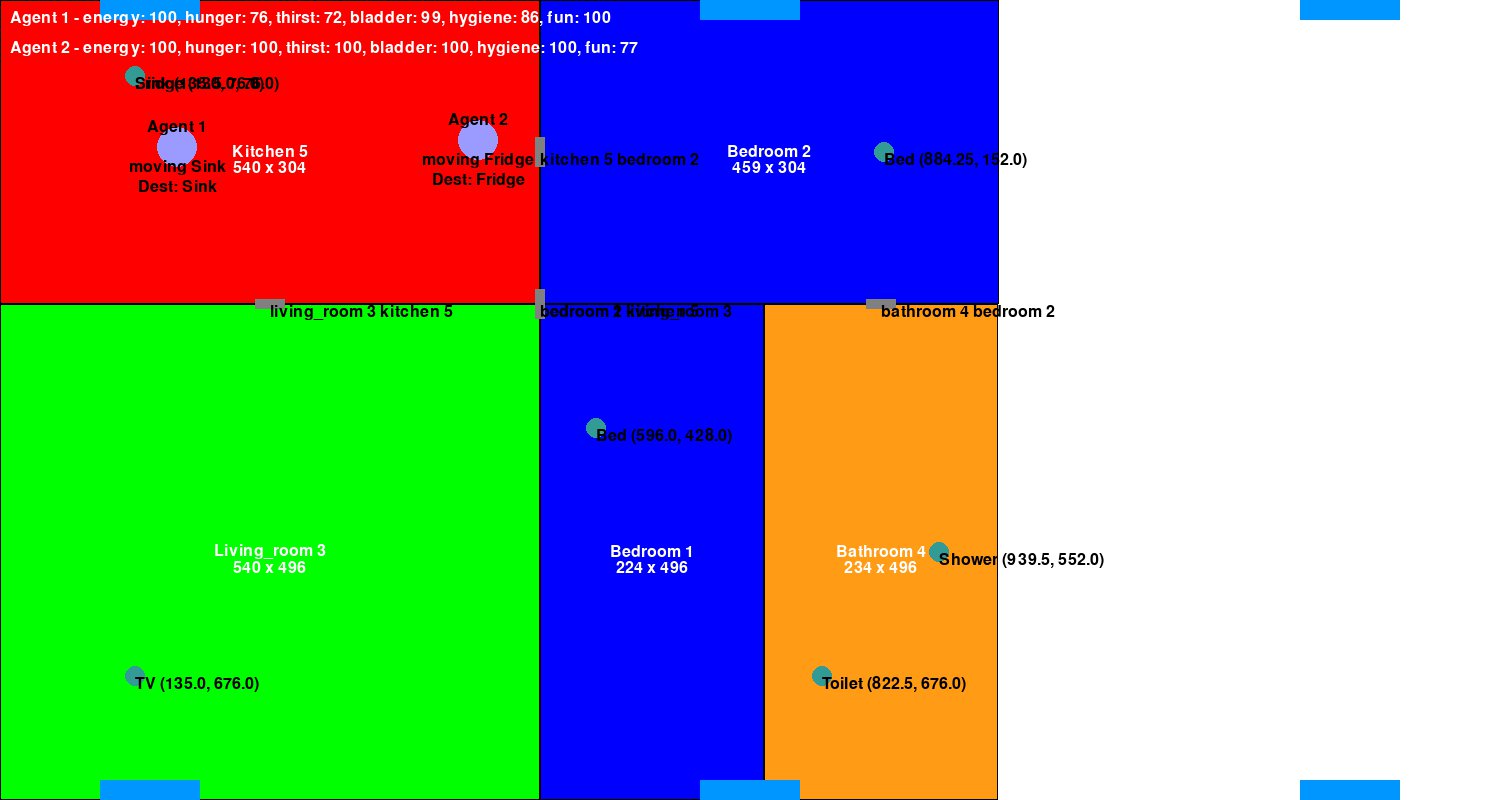 Agent 1 - energy: 100, hunger: 76, thirst: 72, bladder: 99, hygiene: 86, fun: 100
Agent 2 - energy: 100, hunger: 100, thirst: 100, bladder: 100, hygiene: 100, fun: 77
Agent 1
moving Sink
Dest: Sink
Kitchen 5
540 x 304
Agent 2
moving Fridge
Dest: Fridge
kitchen 5 bedroom 2
Bedroom 2
459 x 304
Bed (884.25, 152.0)
living_room 3 kitchen 5
bathroom 4 bedroom 2
Bed (596.0, 428.0)
Living_room 3
540 x 496
Bedroom 1
224 x 496
Bathroom 4
234 x 496
Shower (939.5, 552.0)
TV (135.0, 676.0)
Toilet (822.5, 676.0)